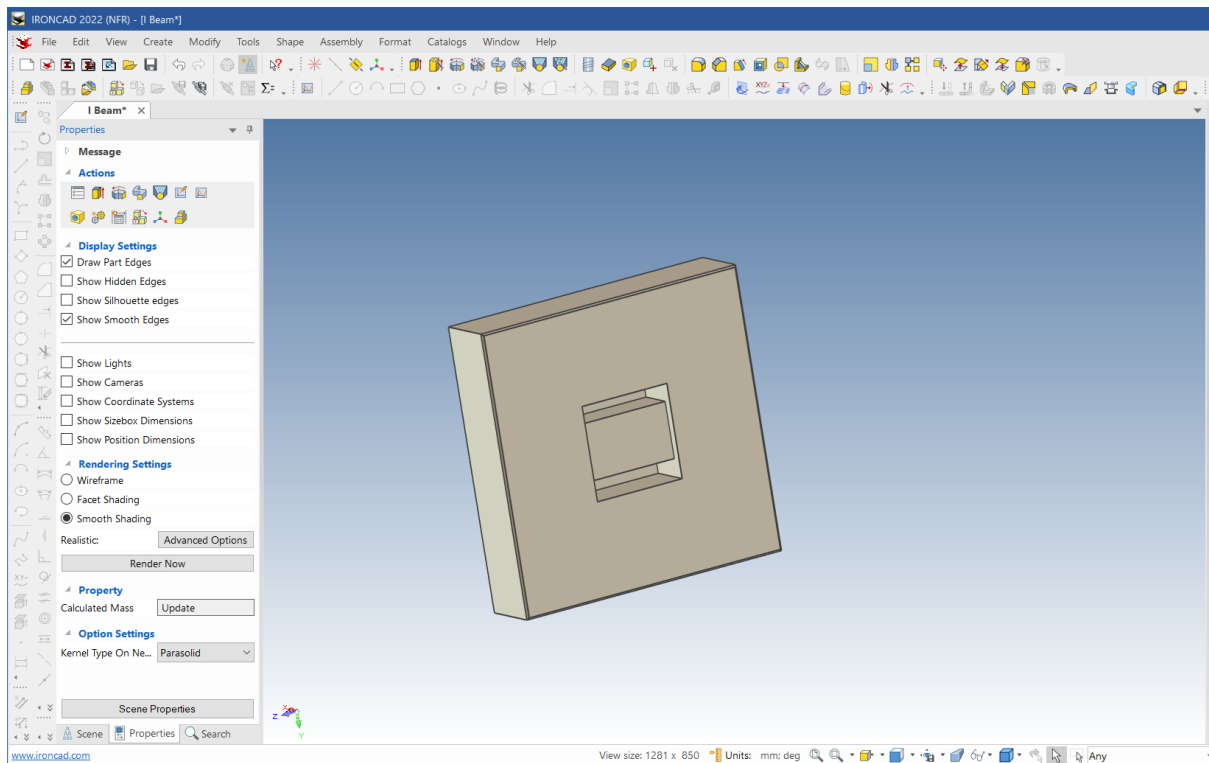 IRONCAD 2022 (NFR) - [I Beam*]
File Edit View Create Modify Tools Shape Assembly Format Catalogs Window Help
I Beam*
Properties
Message
Actions
Display Settings
Draw Part Edges
Show Hidden Edges
Show Silhouette edges
Show Smooth Edges
Show Lights
Show Cameras
Show Coordinate Systems
Show Sizebox Dimensions
Show Position Dimensions
Rendering Settings
Wireframe
Facet Shading
Smooth Shading
Realistic: Advanced Options
Render Now
Property
Calculated Mass Update
Option Settings
Kernel Type On Ne... Parasolid
Scene Properties
Z X Y
Scene Properties Search
www.ironcad.com View size: 1281 x 850 Units: mm; deg Any